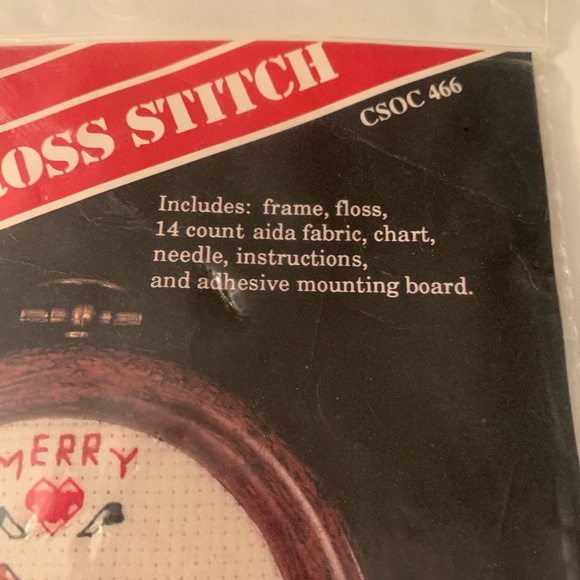 OSS STITCH
CSOC 466
Includes: frame, floss,
14 count aida fabric, chart,
needle, instructions,
and adhesive mounting board.
MERRY